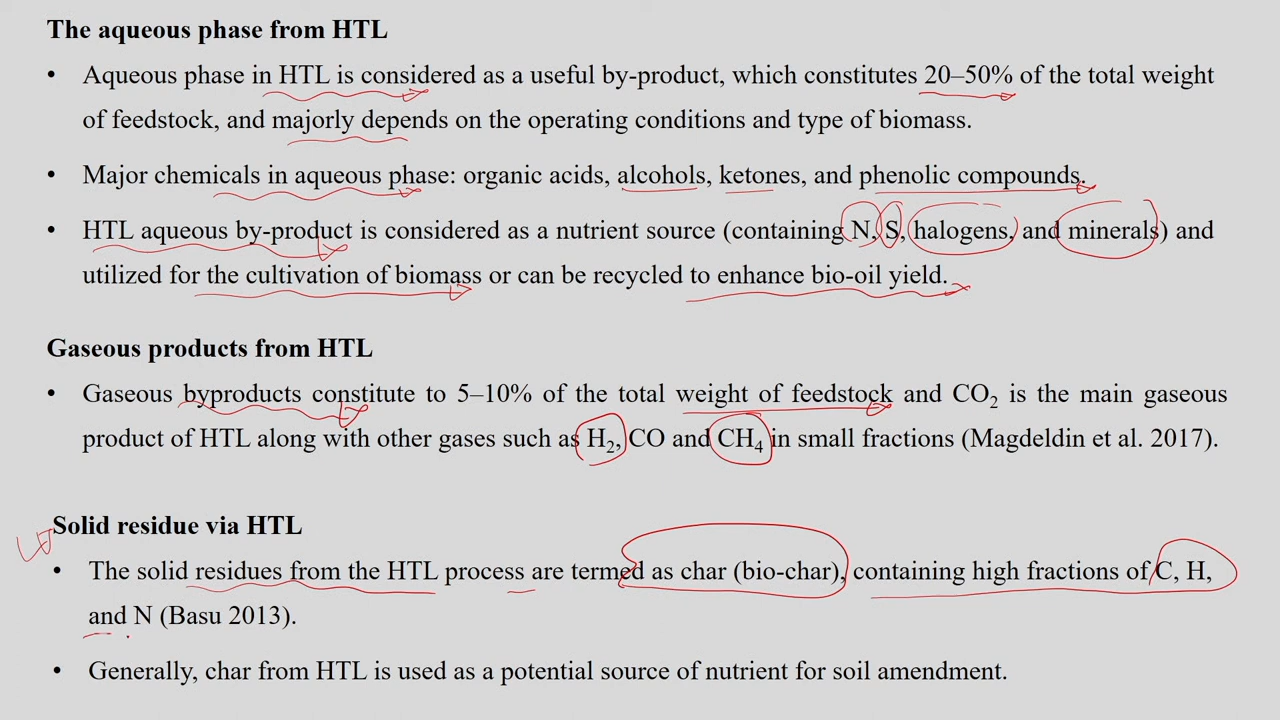 The aqueous phase from HTL
• Aqueous phase in HTL is considered as a useful by-product, which constitutes 20–50% of the total weight
of feedstock, and majorly depends on the operating conditions and type of biomass.
• Major chemicals in aqueous phase: organic acids, alcohols, ketones, and phenolic compounds.
• HTL aqueous by-product is considered as a nutrient source (containing N, S, halogens, and minerals) and
utilized for the cultivation of biomass or can be recycled to enhance bio-oil yield.
Gaseous products from HTL
• Gaseous byproducts constitute to 5–10% of the total weight of feedstock and CO₂ is the main gaseous
product of HTL along with other gases such as H₂, CO and CH₄ in small fractions (Magdeldin et al. 2017).
Solid residue via HTL
• The solid residues from the HTL process are termed as char (bio-char), containing high fractions of C, H,
and N (Basu 2013).
• Generally, char from HTL is used as a potential source of nutrient for soil amendment.